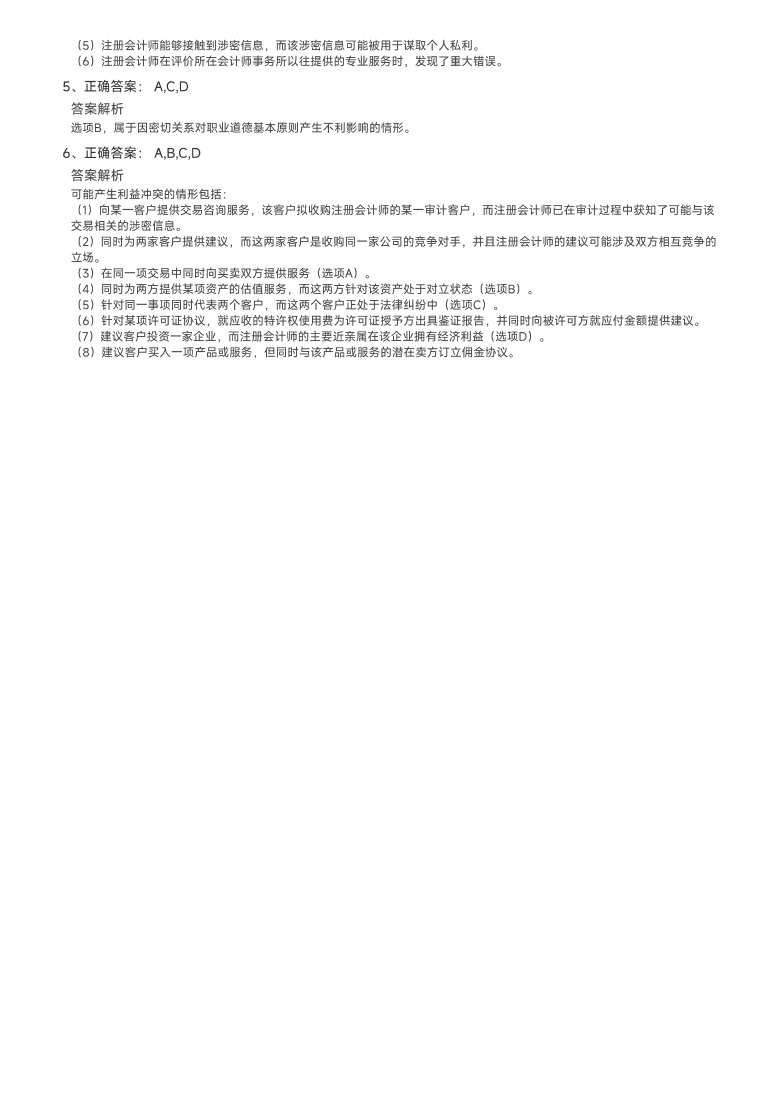 （5）注册会计师能够接触到涉密信息，而该涉密信息可能被用于谋取个人私利。
（6）注册会计师在评价所在会计师事务所以往提供的专业服务时，发现了重大错误。
5、正确答案： A,C,D
答案解析
选项B，属于因密切关系对职业道德基本原则产生不利影响的情形。
6、正确答案： A,B,C,D
答案解析
可能产生利益冲突的情形包括：
（1）向某一客户提供交易咨询服务，该客户拟收购注册会计师的某一审计客户，而注册会计师已在审计过程中获知了可能与该
交易相关的涉密信息。
（2）同时为两家客户提供建议，而这两家客户是收购同一家公司的竞争对手，并且注册会计师的建议可能涉及双方相互竞争的
立场。
（3）在同一项交易中同时向买卖双方提供服务（选项A）。
（4）同时为两方提供某项资产的估值服务，而这两方针对该资产处于对立状态（选项B）。
（5）针对同一事项同时代表两个客户，而这两个客户正处于法律纠纷中（选项C）。
（6）针对某项许可证协议，就应收的特许权使用费为许可证授予方出具鉴证报告，并同时向被许可方就应付金额提供建议。
（7）建议客户投资一家企业，而注册会计师的主要近亲属在该企业拥有经济利益（选项D）。
（8）建议客户买入一项产品或服务，但同时与该产品或服务的潜在卖方订立佣金协议。